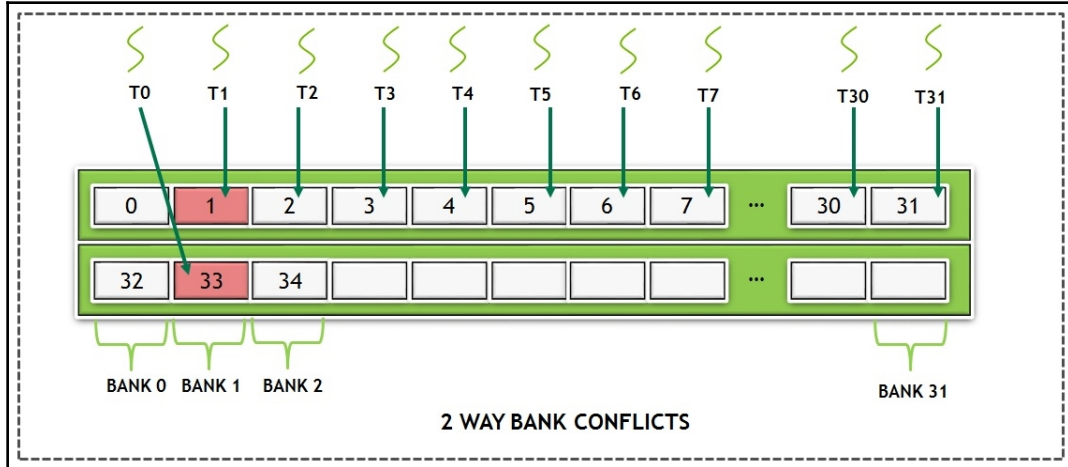 T0 T1 T2 T3 T4 T5 T6 T7 T30 T31
0 1 2 3 4 5 6 7 ... 30 31
32 33 34 ...
BANK 0 BANK 1 BANK 2 BANK 31
2 WAY BANK CONFLICTS